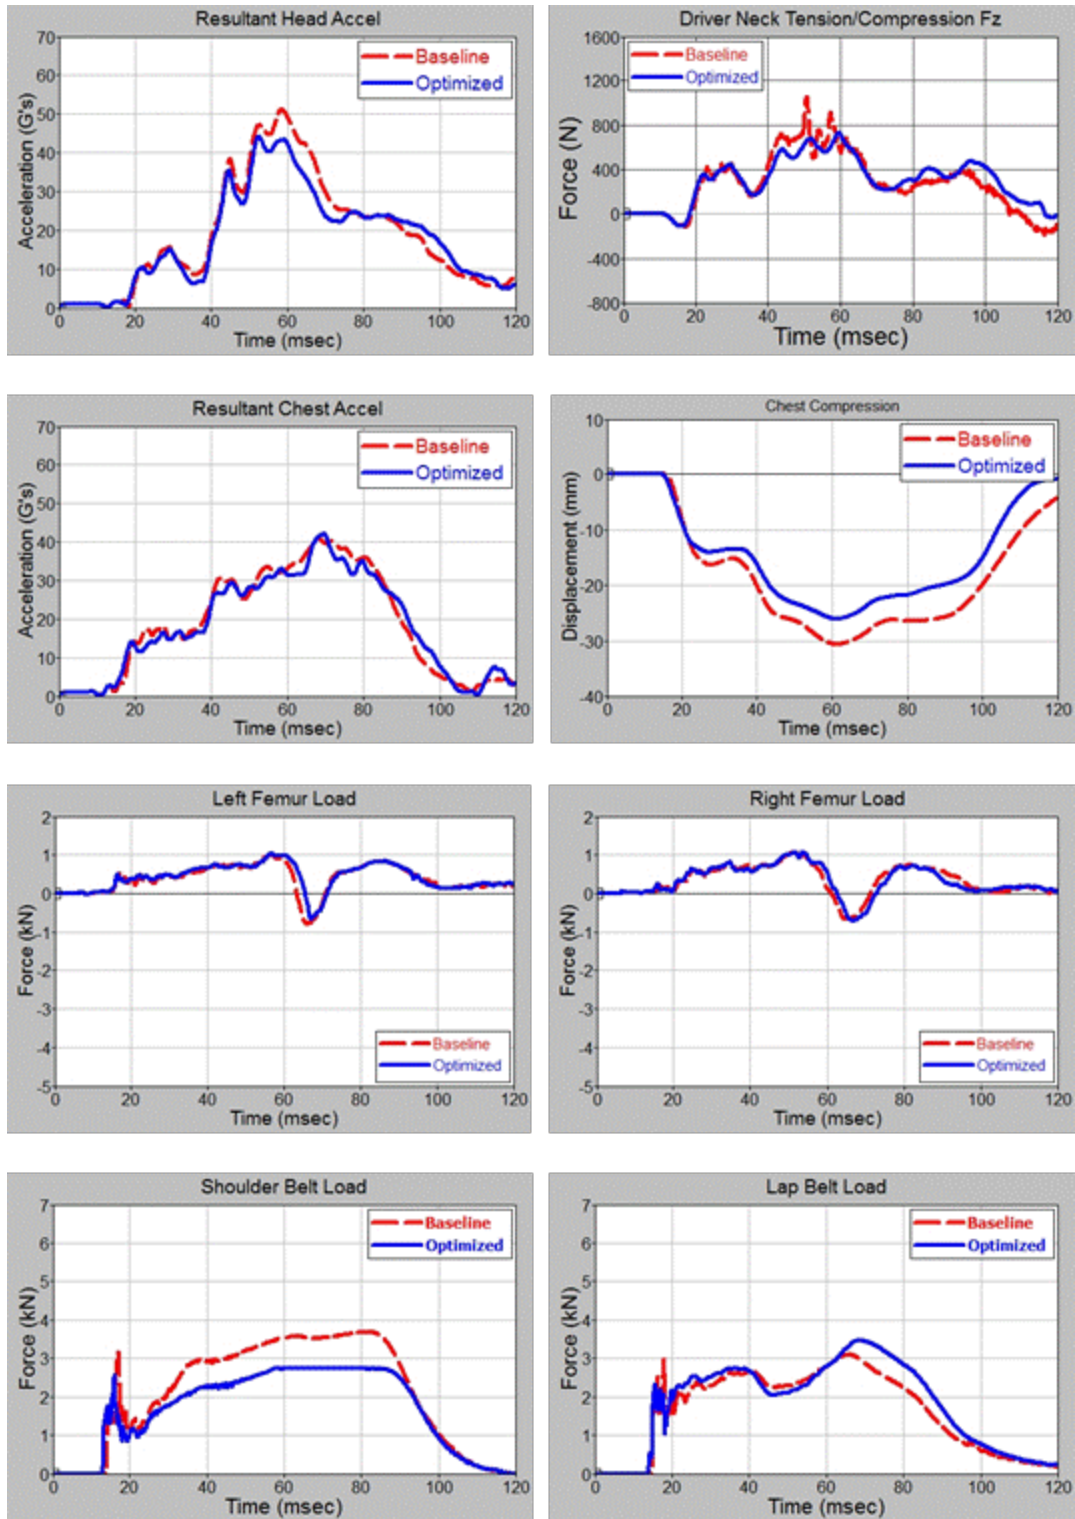 Resultant Head Accel
70
60
50
40
30
20
10
0
Acceleration (G's)
Baseline
Optimized
0 20 40 60 80 100 120
Time (msec)
Driver Neck Tension/Compression Fz
1600
1200
800
400
0
-400
-800
Force (N)
Baseline
Optimized
0 20 40 60 80 100 120
Time (msec)
Resultant Chest Accel
70
60
50
40
30
20
10
0
Acceleration (G's)
Baseline
Optimized
0 20 40 60 80 100 120
Time (msec)
Chest Compression
10
0
-10
-20
-30
-40
Displacement (mm)
Baseline
Optimized
0 20 40 60 80 100 120
Time (msec)
Left Femur Load
2
1
0
-1
-2
-3
-4
-5
Force (kN)
Baseline
Optimized
0 20 40 60 80 100 120
Time (msec)
Right Femur Load
2
1
0
-1
-2
-3
-4
-5
Force (kN)
Baseline
Optimized
0 20 40 60 80 100 120
Time (msec)
Shoulder Belt Load
7
6
5
4
3
2
1
0
Force (kN)
Baseline
Optimized
0 20 40 60 80 100 120
Time (msec)
Lap Belt Load
7
6
5
4
3
2
1
0
Force (kN)
Baseline
Optimized
0 20 40 60 80 100 120
Time (msec)